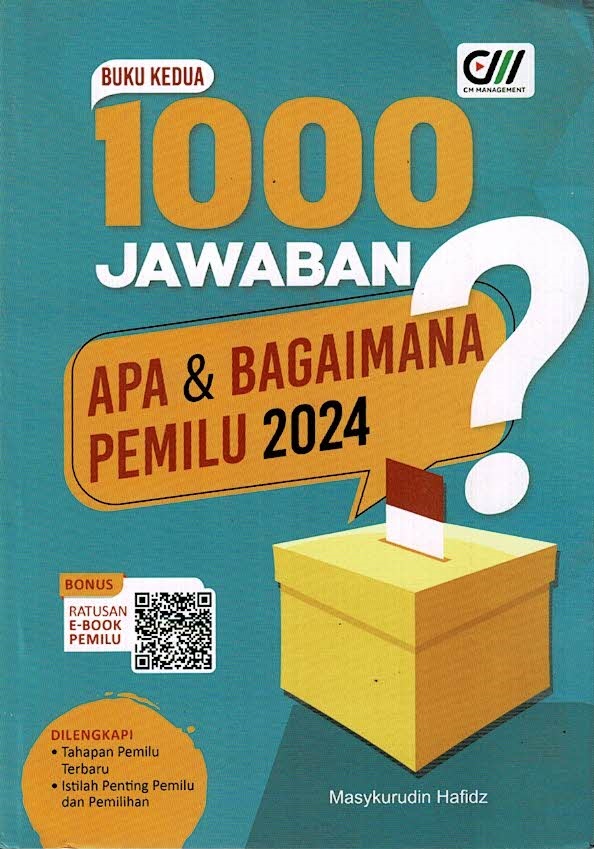 BUKU KEDUA
CM
CM MANAGEMENT
1000
JAWABAN
?
APA & BAGAIMANA
PEMILU 2024
BONUS
RATUSAN
E-BOOK
PEMILU
DILENGKAPI
• Tahapan Pemilu
Terbaru
• Istilah Penting Pemilu
dan Pemilihan
Masykurudin Hafidz